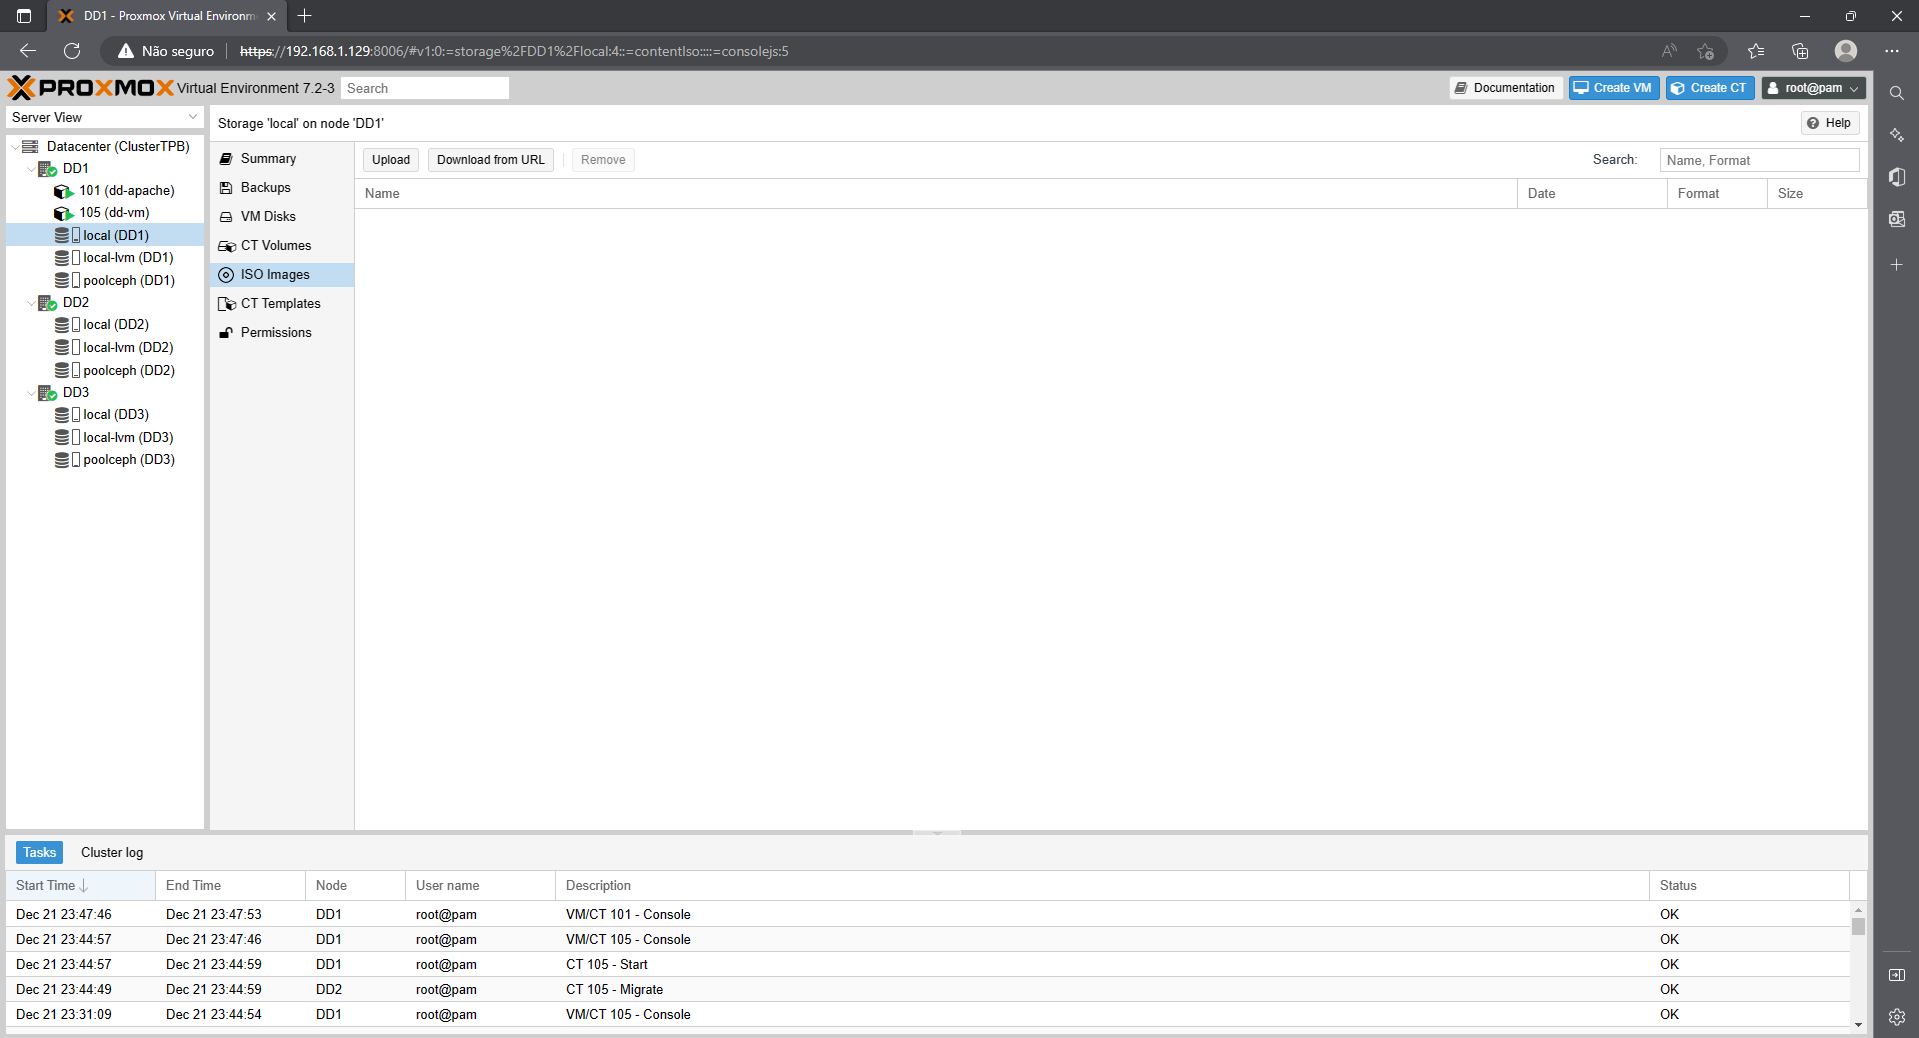 DD1 - Proxmox Virtual Environm
Não seguro
https://192.168.1.129:8006/#v1:0:=storage%2FDD1%2Flocal:4::=contentIso::::=consolejs:5
PROXMOX Virtual Environment 7.2-3
Search
Documentation
Create VM
Create CT
root@pam
Server View
Datacenter (ClusterTPB)
DD1
101 (dd-apache)
105 (dd-vm)
local (DD1)
local-lvm (DD1)
poolceph (DD1)
DD2
local (DD2)
local-lvm (DD2)
poolceph (DD2)
DD3
local (DD3)
local-lvm (DD3)
poolceph (DD3)
Storage 'local' on node 'DD1'
Help
Summary
Backups
VM Disks
CT Volumes
ISO Images
CT Templates
Permissions
Upload
Download from URL
Remove
Search:
Name, Format
Name Date Format Size
Tasks
Cluster log
Start Time End Time Node User name Description Status
Dec 21 23:47:46 Dec 21 23:47:53 DD1 root@pam VM/CT 101 - Console OK
Dec 21 23:44:57 Dec 21 23:47:46 DD1 root@pam VM/CT 105 - Console OK
Dec 21 23:44:57 Dec 21 23:44:59 DD1 root@pam CT 105 - Start OK
Dec 21 23:44:49 Dec 21 23:44:59 DD2 root@pam CT 105 - Migrate OK
Dec 21 23:31:09 Dec 21 23:44:54 DD1 root@pam VM/CT 105 - Console OK